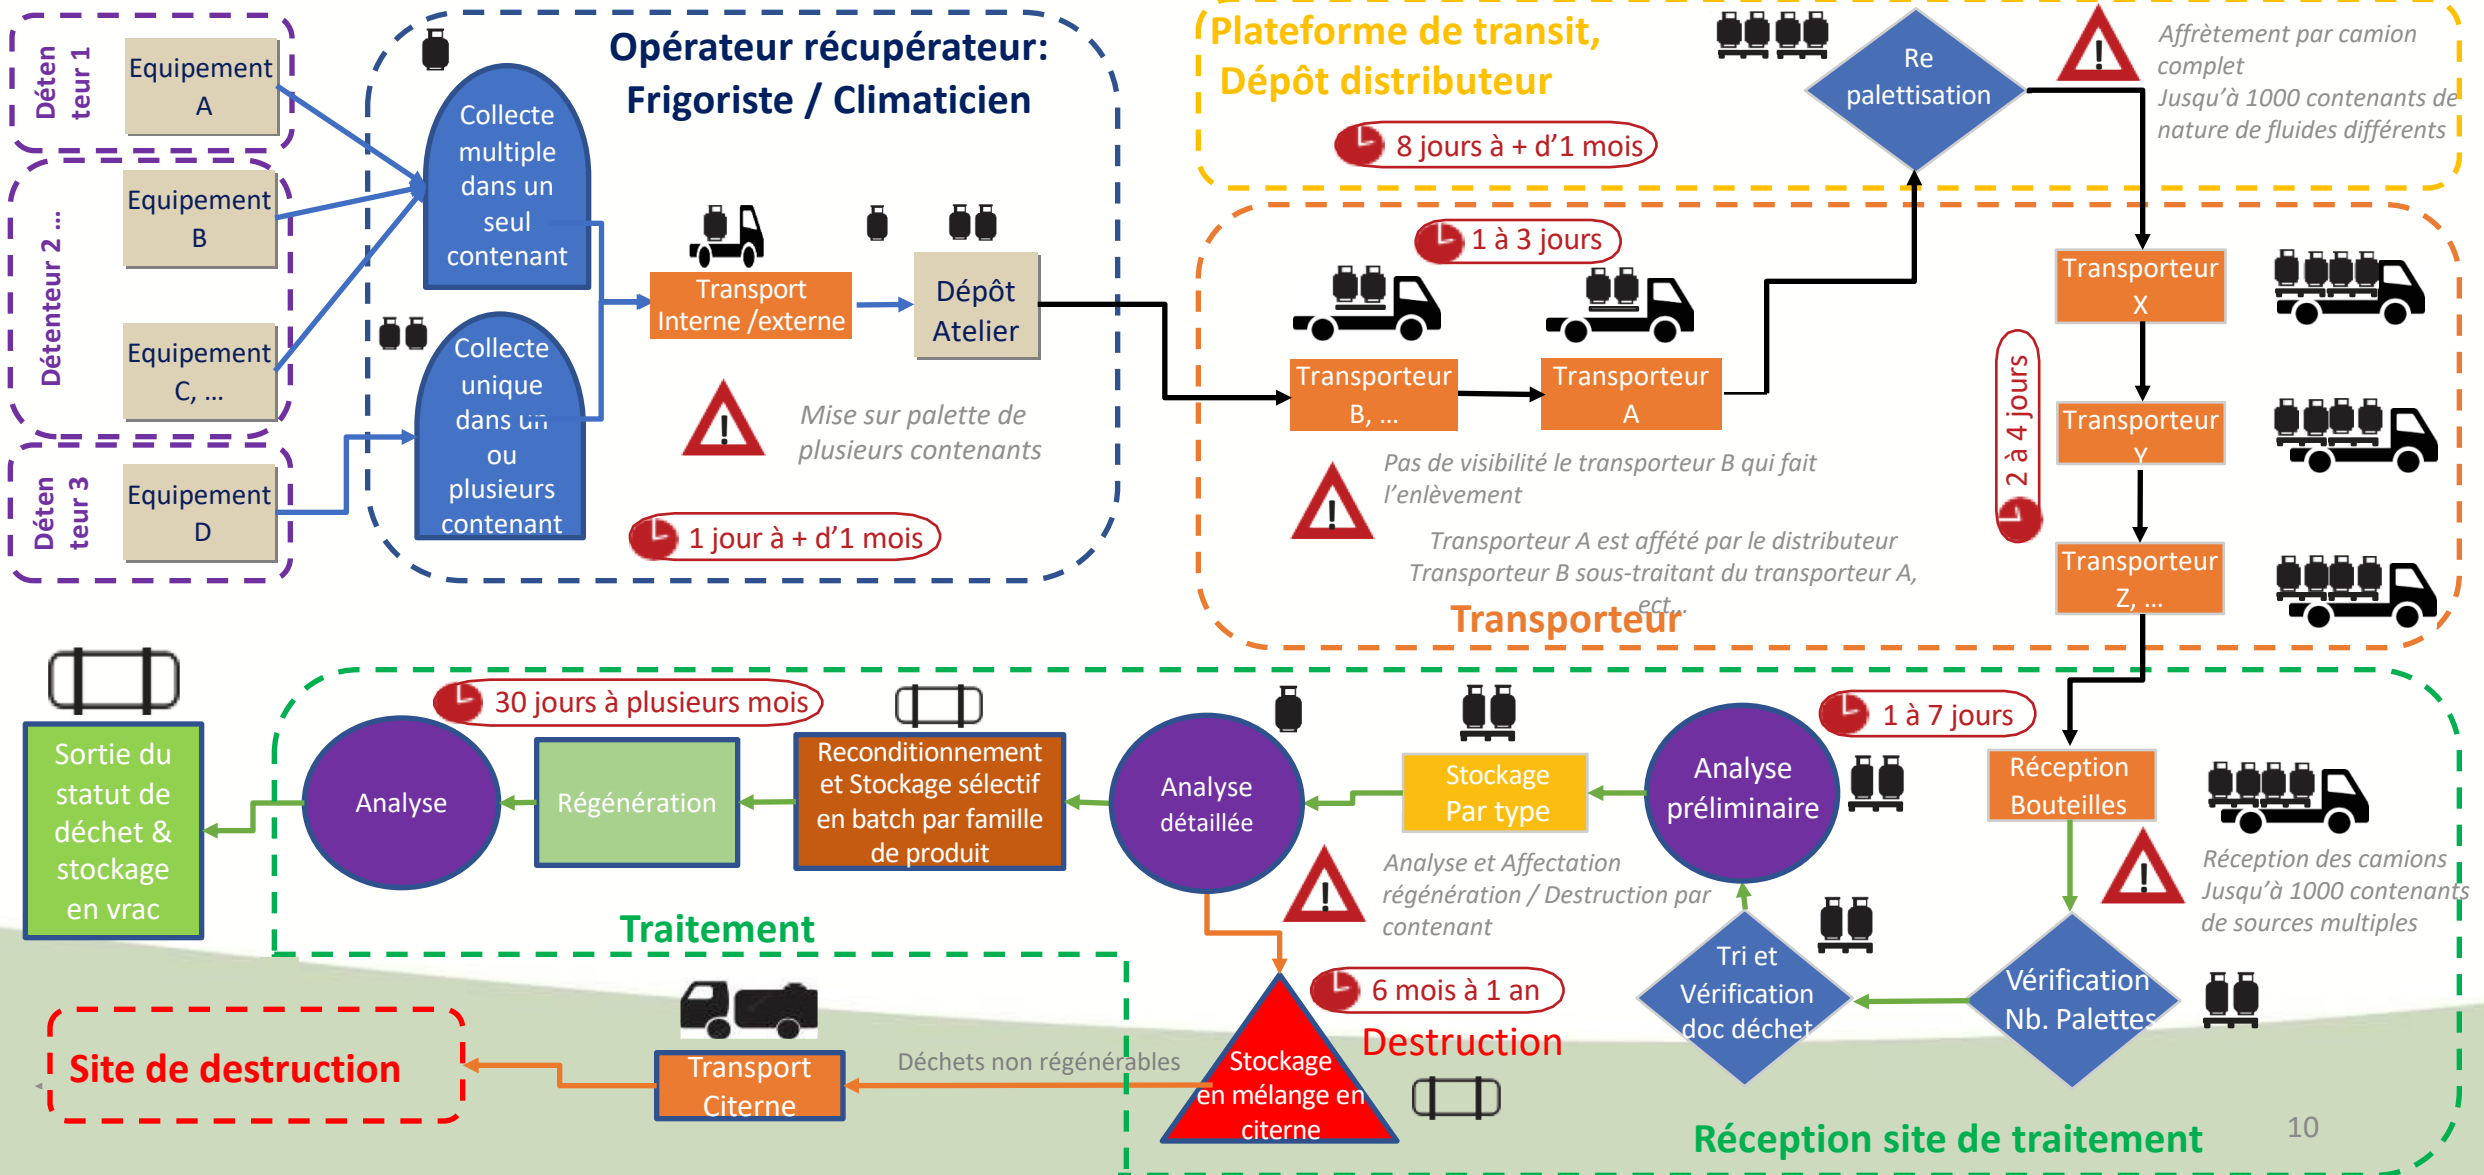 Déten
teur 1
Equipement
A
Détenteur 2 ...
Equipement
B
Equipement
C, ...
Déten
teur 3
Equipement
D
Opérateur récupérateur:
Frigoriste / Climaticien
Collecte
multiple
dans un
seul
contenant
Collecte
unique
dans un
ou
plusieurs
contenant
Transport
Interne /externe
Dépôt
Atelier
Mise sur palette de
plusieurs contenants
1 jour à + d'1 mois
Plateforme de transit,
Dépôt distributeur
8 jours à + d'1 mois
Re
palettisation
Affrètement par camion
complet
Jusqu'à 1000 contenants de
nature de fluides différents
1 à 3 jours
Transporteur
B, ...
Transporteur
A
Pas de visibilité le transporteur B qui fait
l'enlèvement
Transporteur A est affété par le distributeur
Transporteur B sous-traitant du transporteur A,
ect...
Transporteur
2 à 4 jours
Transporteur
X
Transporteur
Y
Transporteur
Z, ...
Sortie du
statut de
déchet &
stockage
en vrac
30 jours à plusieurs mois
Analyse
Régénération
Reconditionnement
et Stockage sélectif
en batch par famille
de produit
Analyse
détaillée
Stockage
Par type
Analyse
préliminaire
1 à 7 jours
Réception
Bouteilles
Réception des camions
Jusqu'à 1000 contenants
de sources multiples
Analyse et Affectation
régénération / Destruction par
contenant
Traitement
Tri et
Vérification
doc déchet
Vérification
Nb. Palettes
6 mois à 1 an
Destruction
Stockage
en mélange en
citerne
Déchets non régénérables
Transport
Citerne
Site de destruction
Réception site de traitement
10